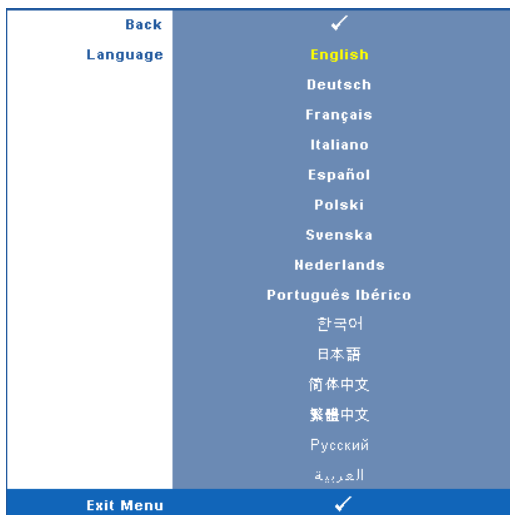 Back ✓
Language English
Deutsch
Français
Italiano
Español
Polski
Svenska
Nederlands
Português Ibérico
한국어
日本語
简体中文
繁體中文
Русский
العربية
Exit Menu ✓